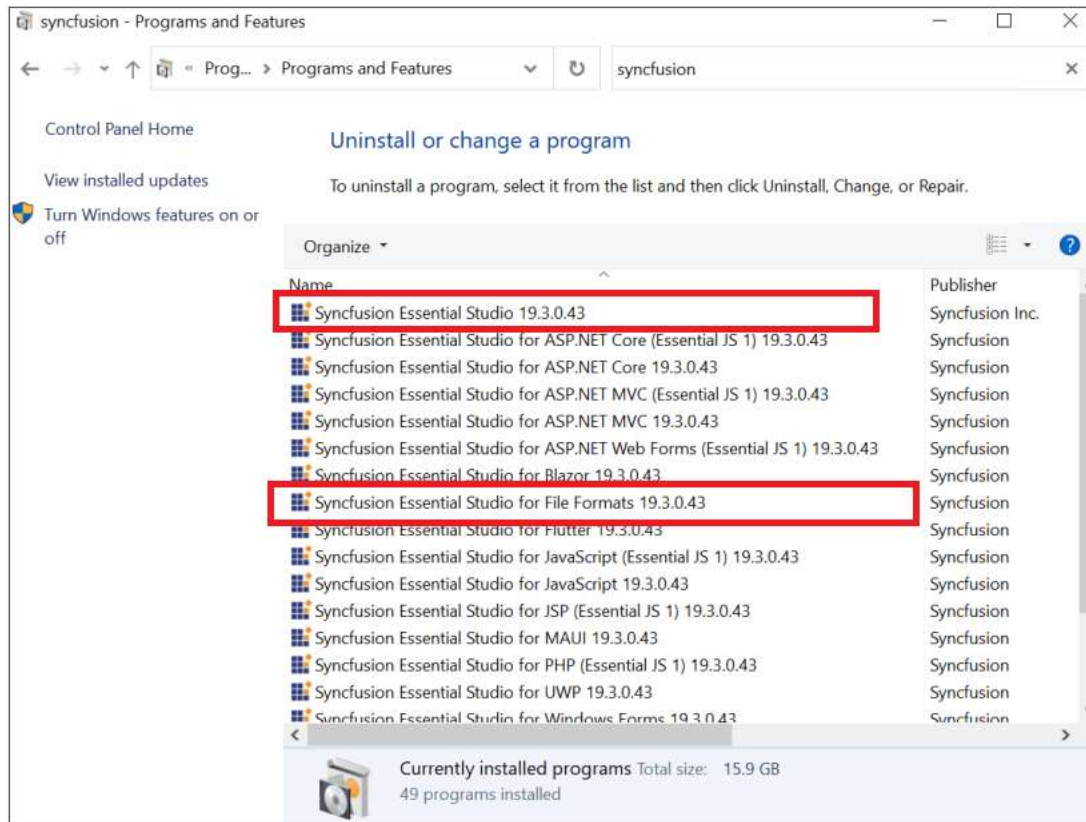 syncfusion - Programs and Features
« Prog... > Programs and Features
syncfusion
Control Panel Home
View installed updates
Turn Windows features on or
off
Uninstall or change a program
To uninstall a program, select it from the list and then click Uninstall, Change, or Repair.
Organize
Name Publisher
Syncfusion Essential Studio 19.3.0.43 Syncfusion Inc.
Syncfusion Essential Studio for ASP.NET Core (Essential JS 1) 19.3.0.43 Syncfusion
Syncfusion Essential Studio for ASP.NET Core 19.3.0.43 Syncfusion
Syncfusion Essential Studio for ASP.NET MVC (Essential JS 1) 19.3.0.43 Syncfusion
Syncfusion Essential Studio for ASP.NET MVC 19.3.0.43 Syncfusion
Syncfusion Essential Studio for ASP.NET Web Forms (Essential JS 1) 19.3.0.43 Syncfusion
Syncfusion Essential Studio for Blazor 19.3.0.43 Syncfusion
Syncfusion Essential Studio for File Formats 19.3.0.43 Syncfusion
Syncfusion Essential Studio for Flutter 19.3.0.43 Syncfusion
Syncfusion Essential Studio for JavaScript (Essential JS 1) 19.3.0.43 Syncfusion
Syncfusion Essential Studio for JavaScript 19.3.0.43 Syncfusion
Syncfusion Essential Studio for JSP (Essential JS 1) 19.3.0.43 Syncfusion
Syncfusion Essential Studio for MAUI 19.3.0.43 Syncfusion
Syncfusion Essential Studio for PHP (Essential JS 1) 19.3.0.43 Syncfusion
Syncfusion Essential Studio for UWP 19.3.0.43 Syncfusion
Syncfusion Essential Studio for Windows Forms 19.3.0.43 Syncfusion
Currently installed programs Total size: 15.9 GB
49 programs installed